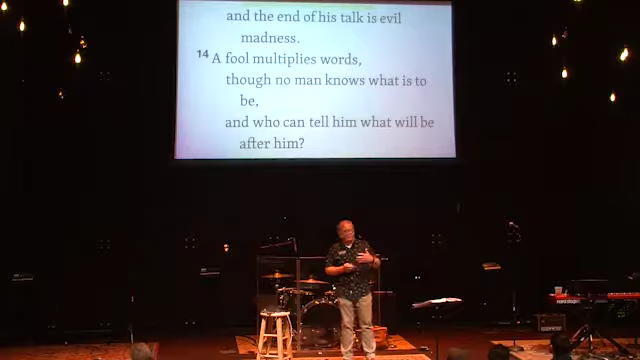 and the end of his talk is evil
madness.
14 A fool multiplies words,
though no man knows what is to
be,
and who can tell him what will be
after him?